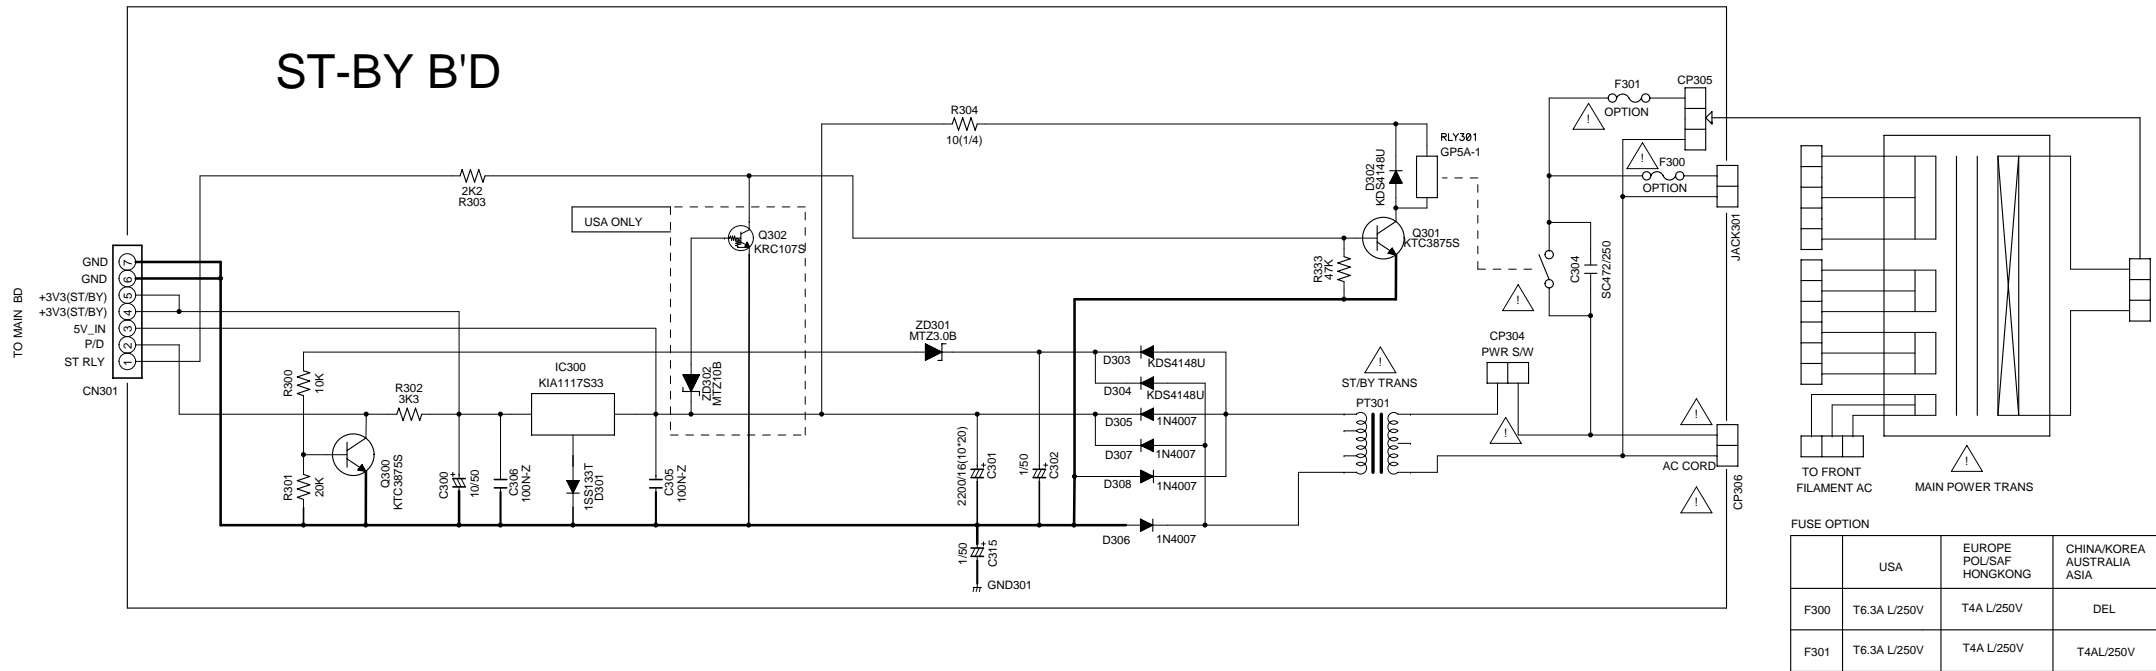 ST-BY B'D
TO MAIN BD
GND
GND
+3V3(ST/BY)
+3V3(ST/BY)
5V_IN
P/D
ST RLY
7
6
5
4
3
2
1
CN301
2K2
R303
R304
10(1/4)
USA ONLY
Q302
KRC107S
ZD302
MTZ10B
ZD301
MTZ3.0B
R300
10K
R301
20K
R302
3K3
Q300
KTC3875S
C300
10/50
C306
100N-Z
IC300
KIA1117S33
1SS133T
D301
C305
100N-Z
2200/16(10*20)
C301
1/50
C302
1/50
C315
GND301
D303
KDS4148U
D304
KDS4148U
D305
1N4007
D307
1N4007
D308
1N4007
D306
1N4007
R333
47K
Q301
KTC3875S
D302
KDS4148U
RLY301
GP5A-1
C304
SC472/250
!
ST/BY TRANS
PT301
CP304
PWR S/W
!
!
F301
!
OPTION
CP305
!
F300
OPTION
JACK301
!
AC CORD
!
CP306
TO FRONT
FILAMENT AC
!
MAIN POWER TRANS
FUSE OPTION
USA
EUROPE
POL/SAF
HONGKONG
CHINA/KOREA
AUSTRALIA
ASIA
F300 T6.3A L/250V T4A L/250V DEL
F301 T6.3A L/250V T4A L/250V T4AL/250V